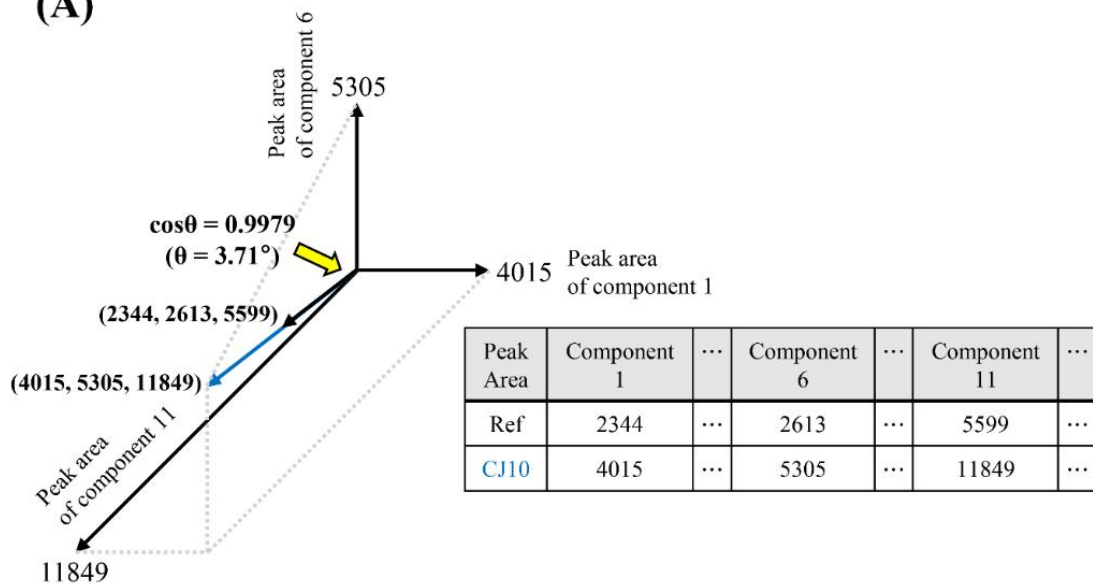 (A)
Peak area
of component 6
5305
cosθ = 0.9979
(θ = 3.71°)
4015
Peak area
of component 1
(2344, 2613, 5599)
(4015, 5305, 11849)
Peak area
of component 11
11849
Peak Area | Component 1 | ... | Component 6 | ... | Component 11 | ...
Ref | 2344 | ... | 2613 | ... | 5599 | ...
CJ10 | 4015 | ... | 5305 | ... | 11849 | ...